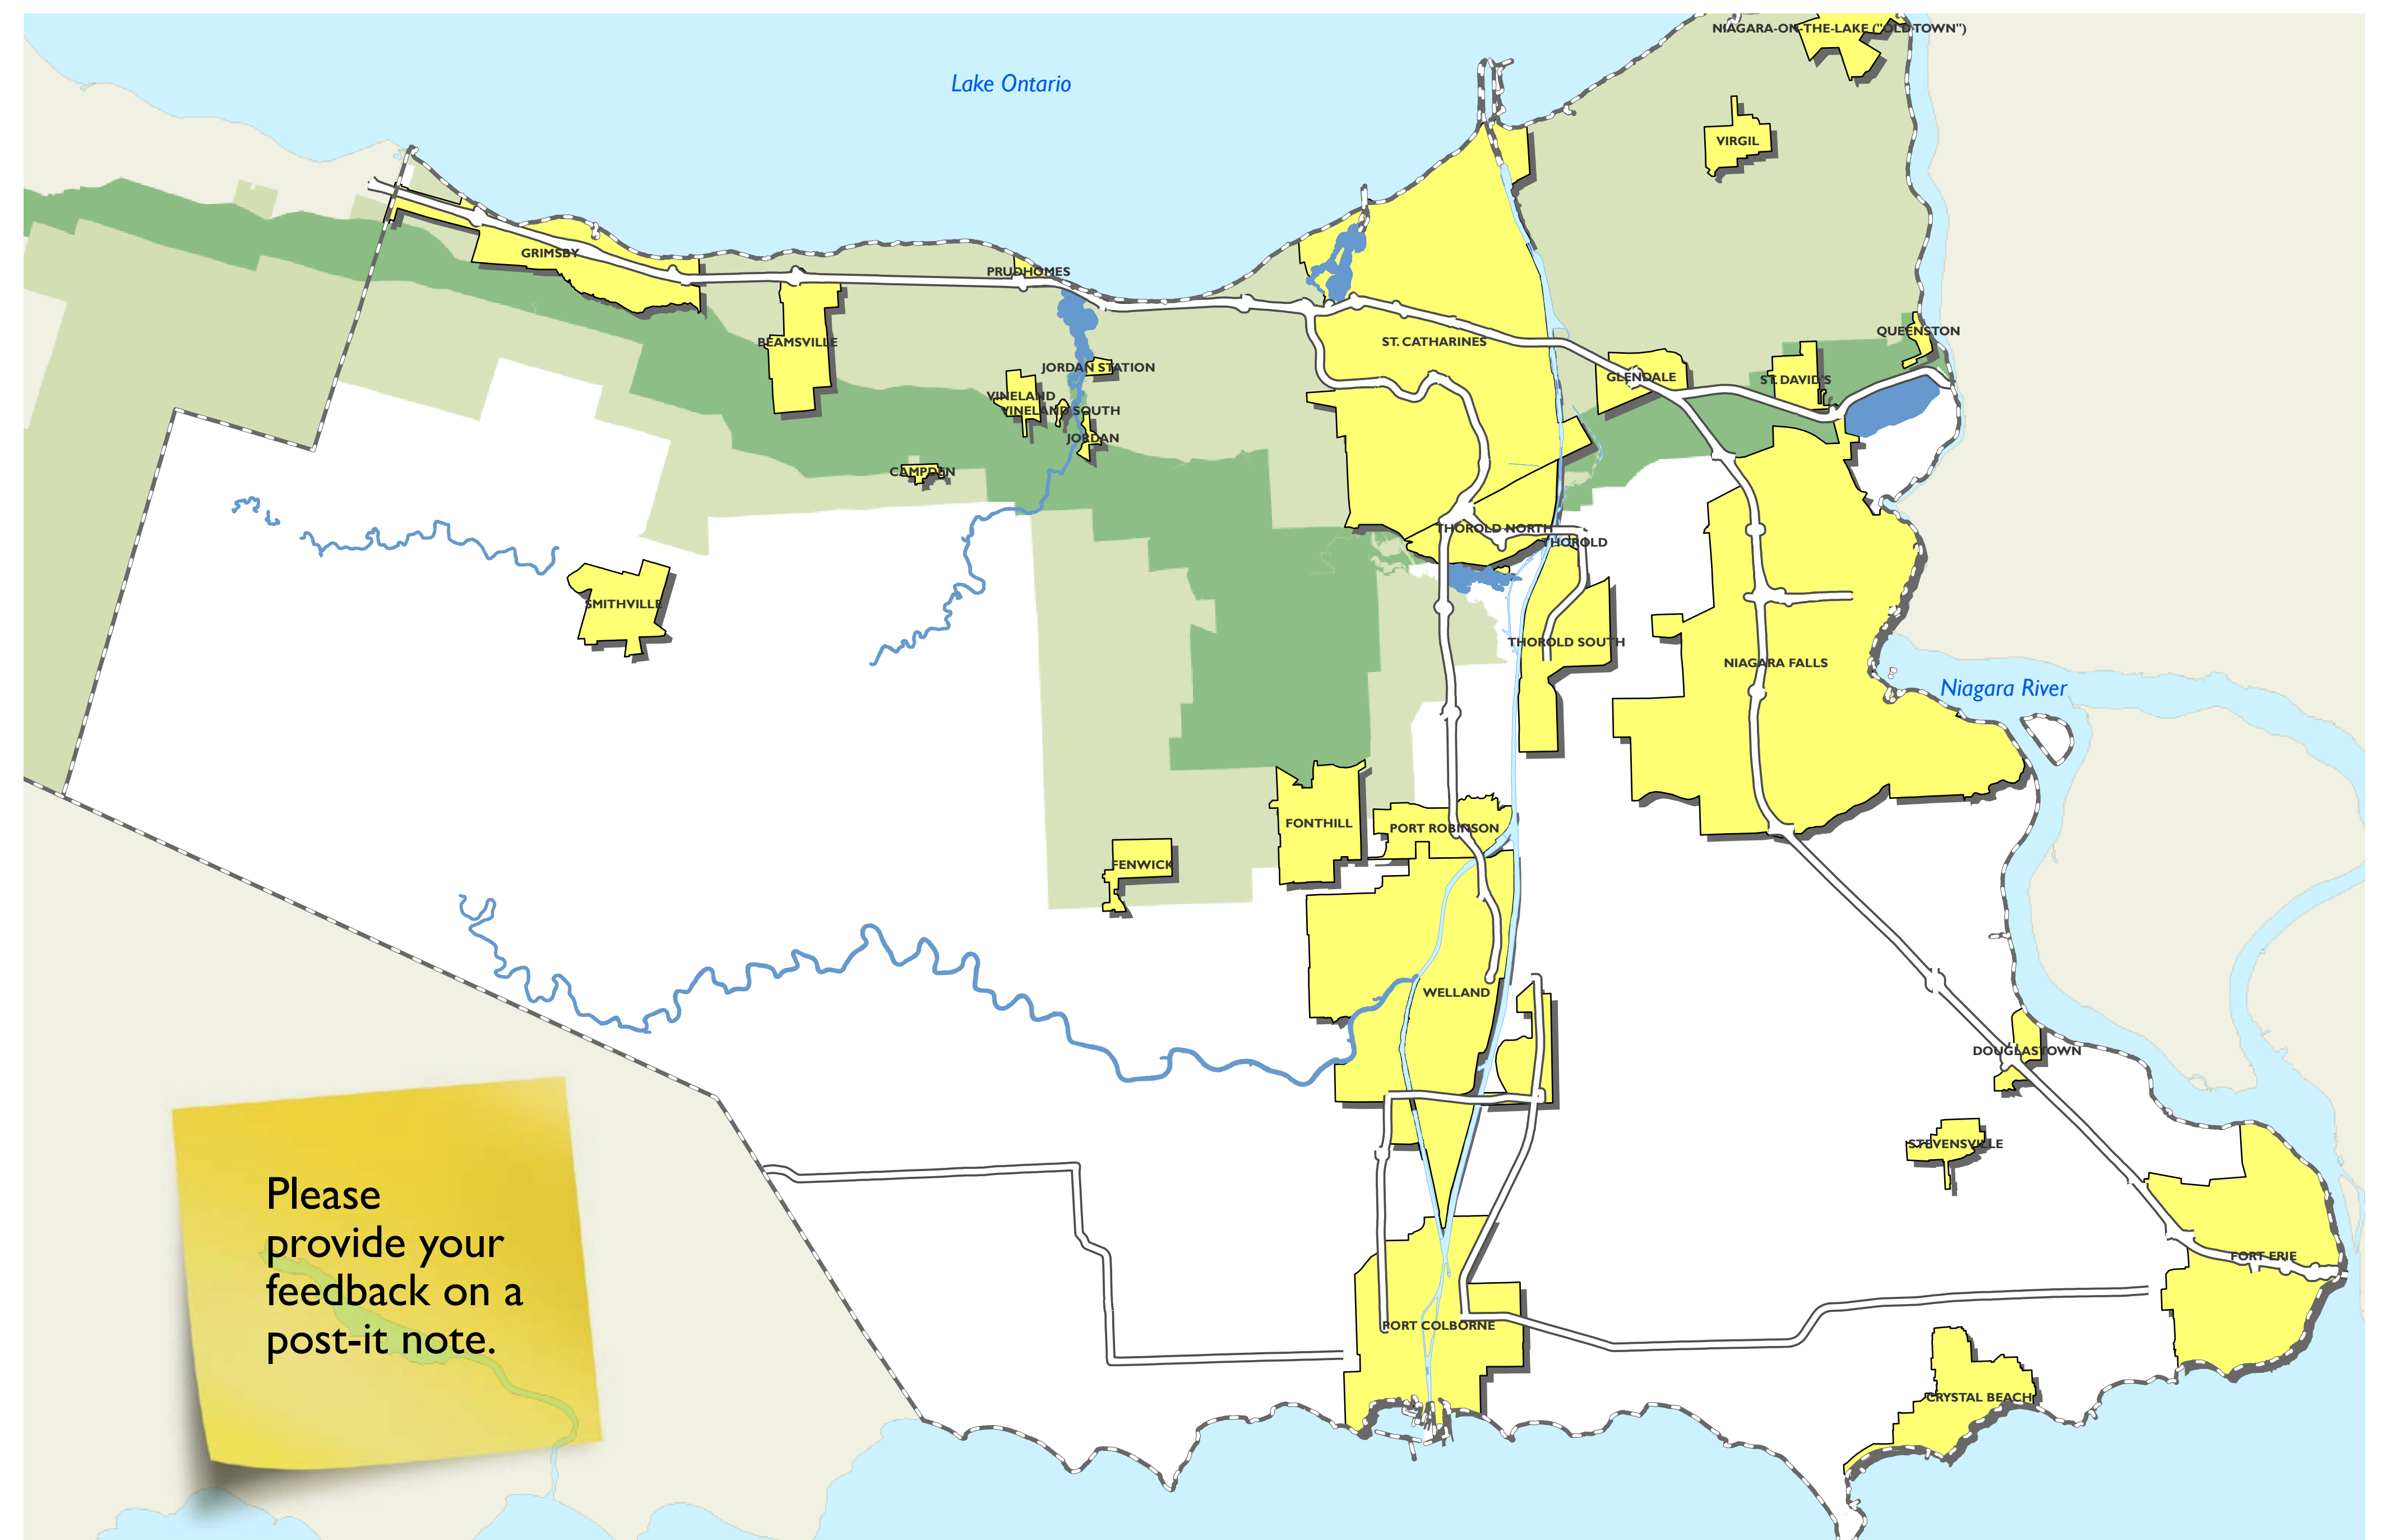 NIAGARA-ON-THE-LAKE ("OLD TOWN")
Lake Ontario
VIRGIL
GRIMSBY
PRUDHOMES
QUEENSTON
BEAMSVILLE
ST. CATHARINES
JORDAN STATION
GLENDALE
ST. DAVID'S
VINELAND
VINELAND SOUTH
JORDAN
CAMPDEN
THOROLD NORTH
THOROLD
SMITHVILLE
THOROLD SOUTH
NIAGARA FALLS
Niagara River
FONTHILL
PORT ROBINSON
FENWICK
WELLAND
DOUGLASTOWN
STEVENSVILLE
Please
provide your
feedback on a
post-it note.
FORT ERIE
PORT COLBORNE
CRYSTAL BEACH